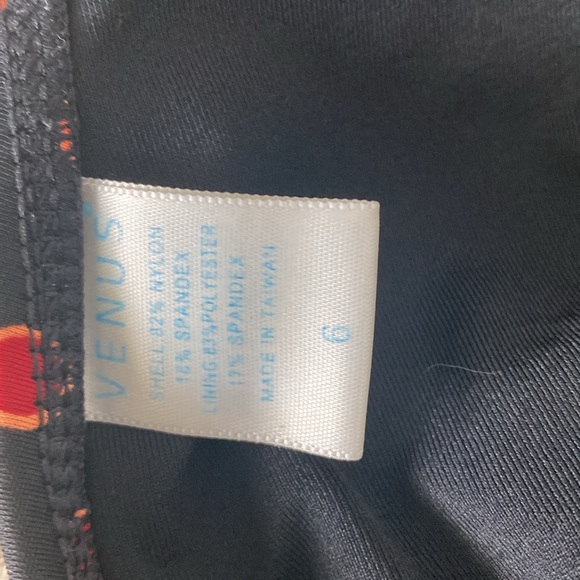 VENUS®
SHELL 82% NYLON
18% SPANDEX
LINING 83%POLYESTER
17% SPANDEX
MADE IN TAIWAN
6